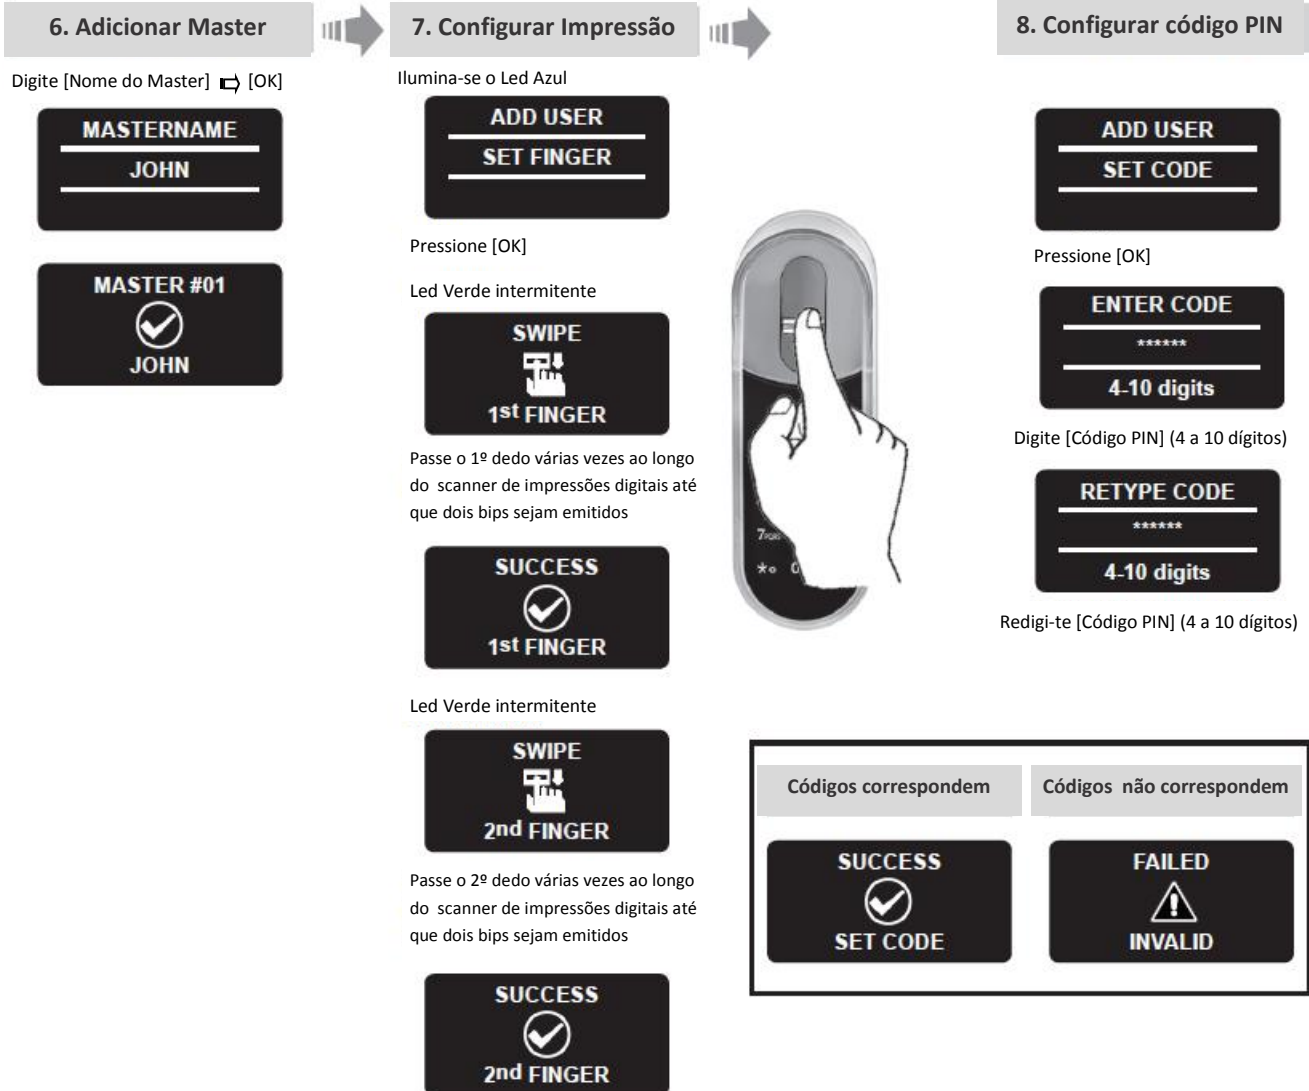 6. Adicionar Master
Digite [Nome do Master] [OK]
MASTERNAME
JOHN
MASTER #01
JOHN
7. Configurar Impressão
Ilumina-se o Led Azul
ADD USER
SET FINGER
Pressione [OK]
Led Verde intermitente
SWIPE
1st FINGER
Passe o 1º dedo várias vezes ao longo
do scanner de impressões digitais até
que dois bips sejam emitidos
SUCCESS
1st FINGER
Led Verde intermitente
SWIPE
2nd FINGER
Passe o 2º dedo várias vezes ao longo
do scanner de impressões digitais até
que dois bips sejam emitidos
SUCCESS
2nd FINGER
7PQRS
* 0
8. Configurar código PIN
ADD USER
SET CODE
Pressione [OK]
ENTER CODE
******
4-10 digits
Digite [Código PIN] (4 a 10 dígitos)
RETYPE CODE
******
4-10 digits
Redigi-te [Código PIN] (4 a 10 dígitos)
Códigos correspondem
SUCCESS
SET CODE
Códigos não correspondem
FAILED
INVALID